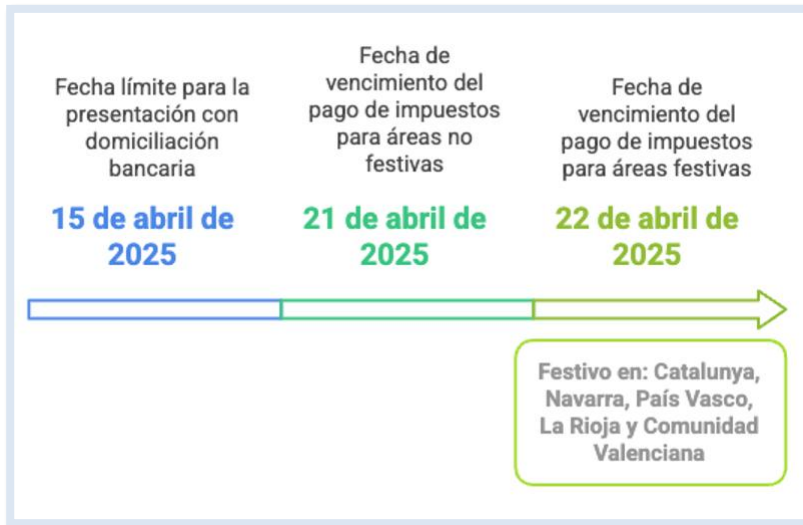 Fecha límite para la
presentación con
domiciliación
bancaria
15 de abril de
2025
Fecha de
vencimiento del
pago de impuestos
para áreas no
festivas
21 de abril de
2025
Fecha de
vencimiento del
pago de impuestos
para áreas festivas
22 de abril de
2025
Festivo en: Catalunya,
Navarra, País Vasco,
La Rioja y Comunidad
Valenciana